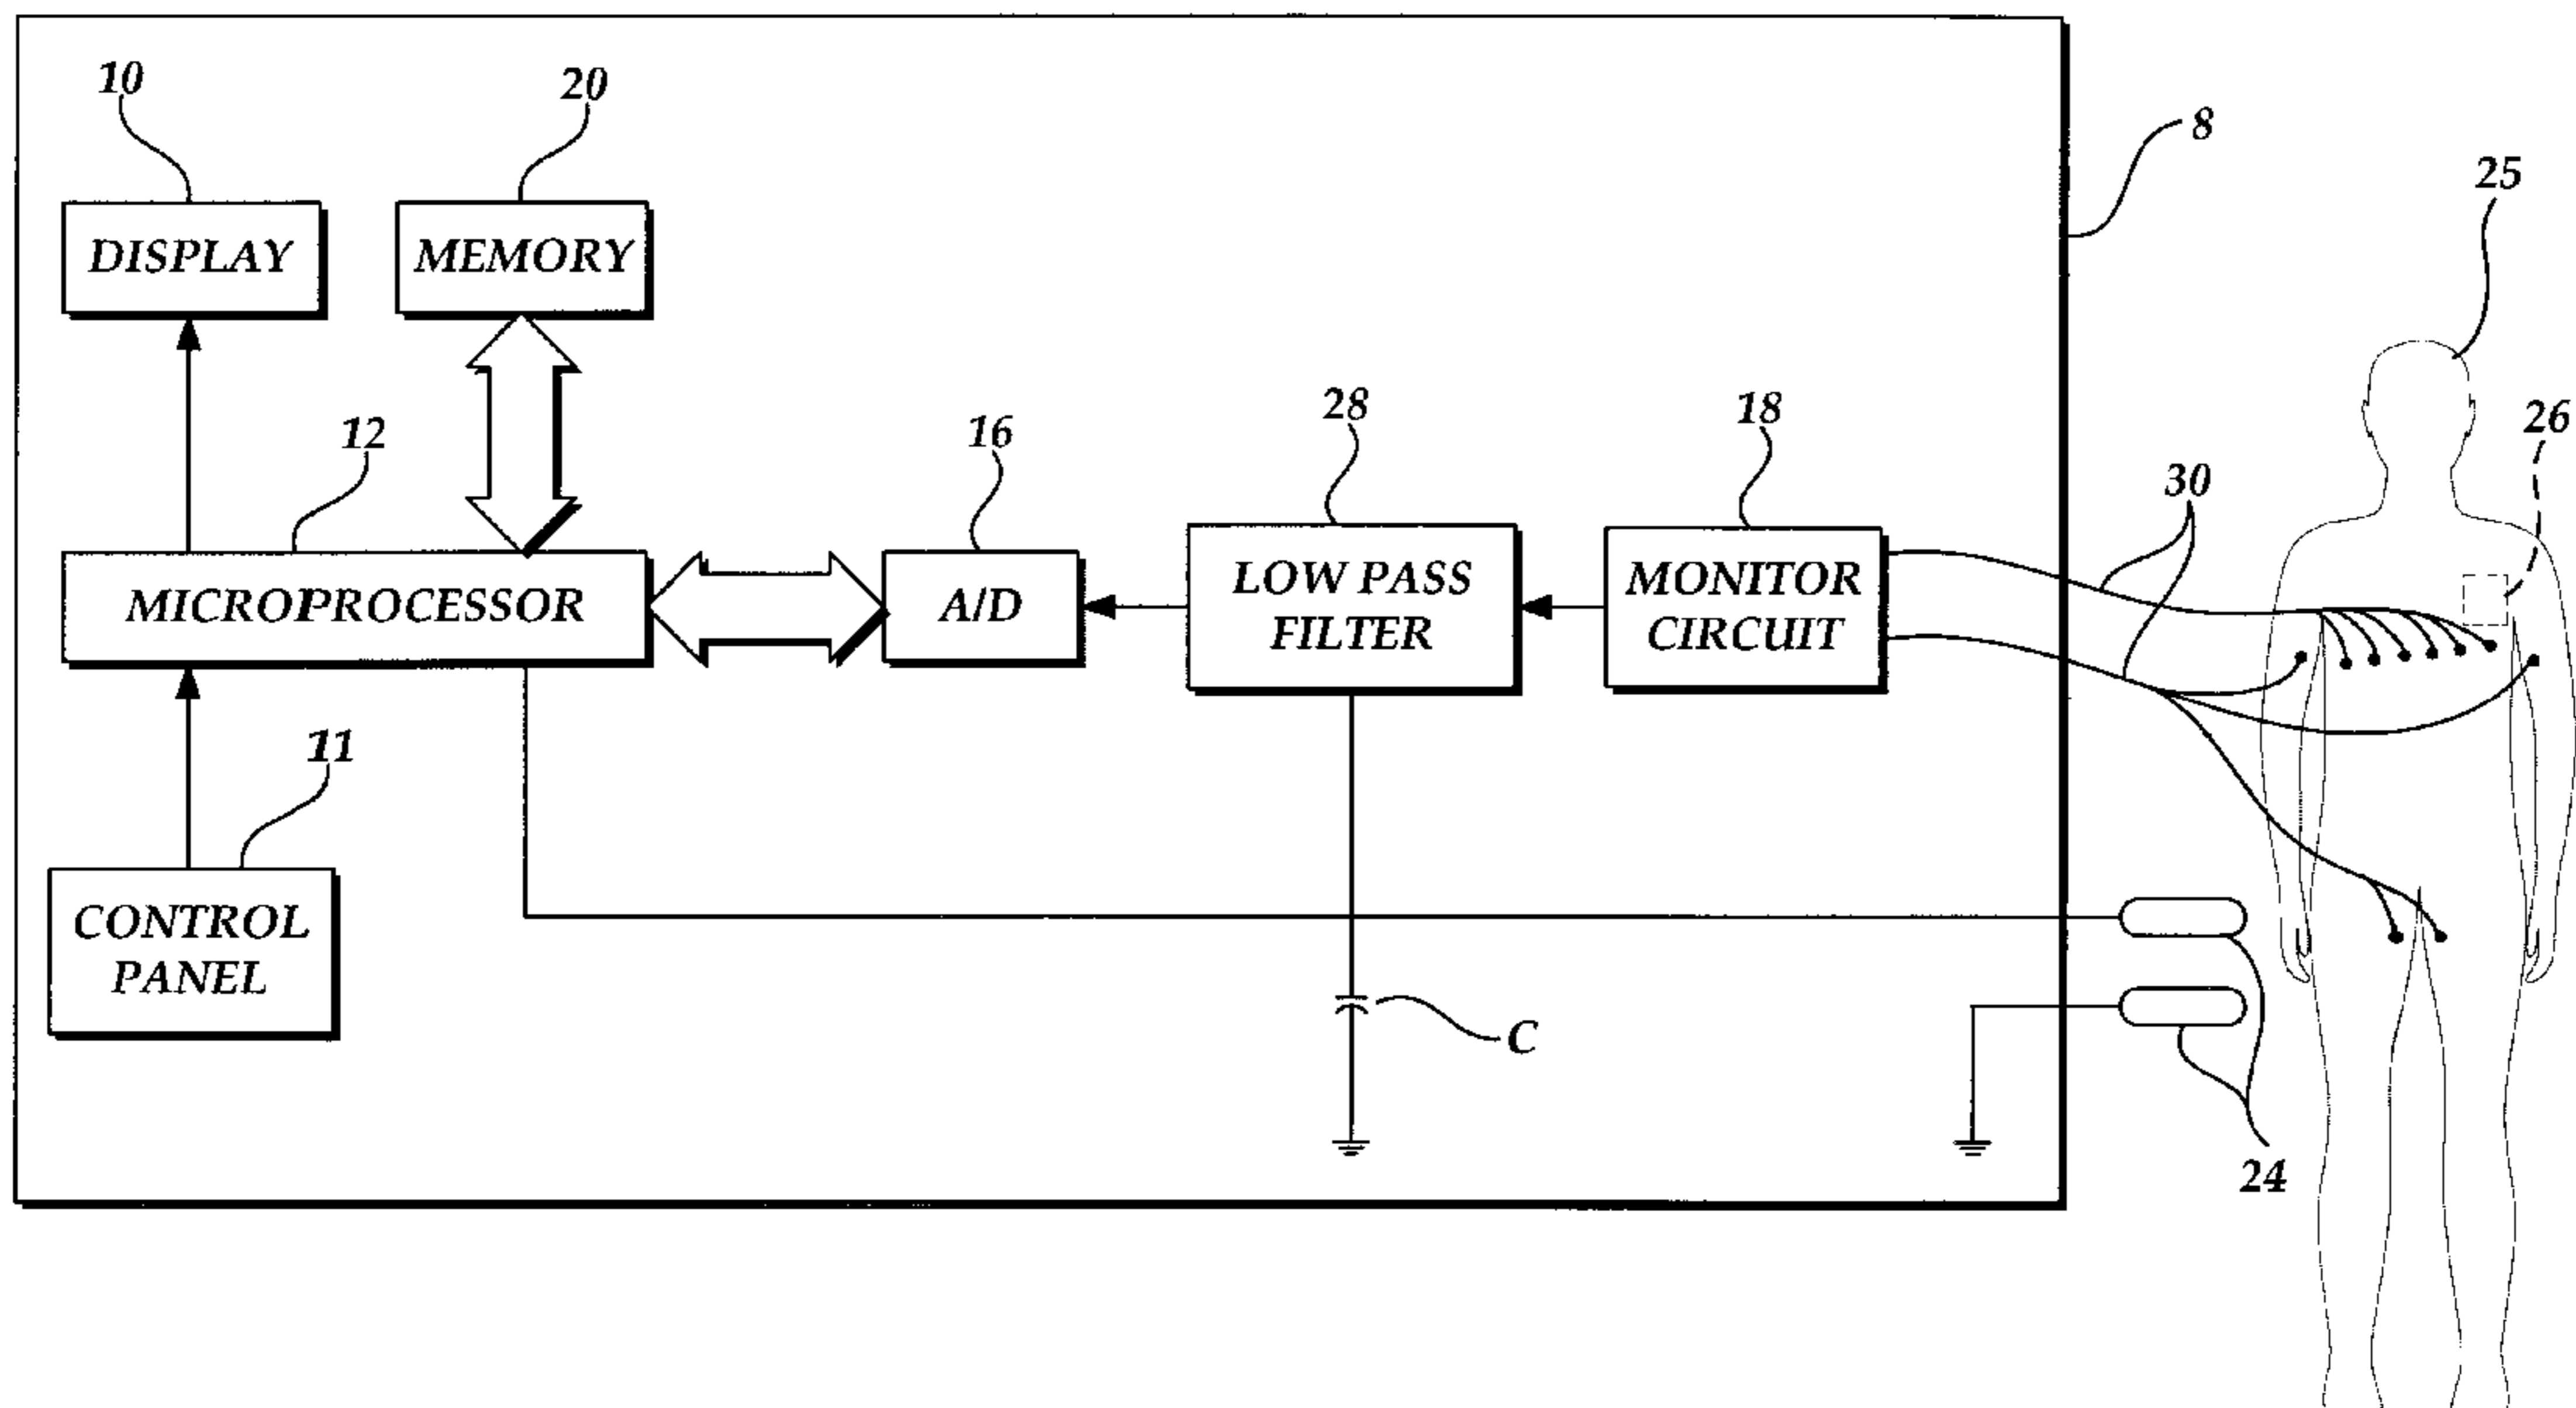 10
20
8
25
DISPLAY
MEMORY
26
12
16
28
18
30
MICROPROCESSOR
A/D
LOW PASS
FILTER
MONITOR
CIRCUIT
11
CONTROL
PANEL
C
24